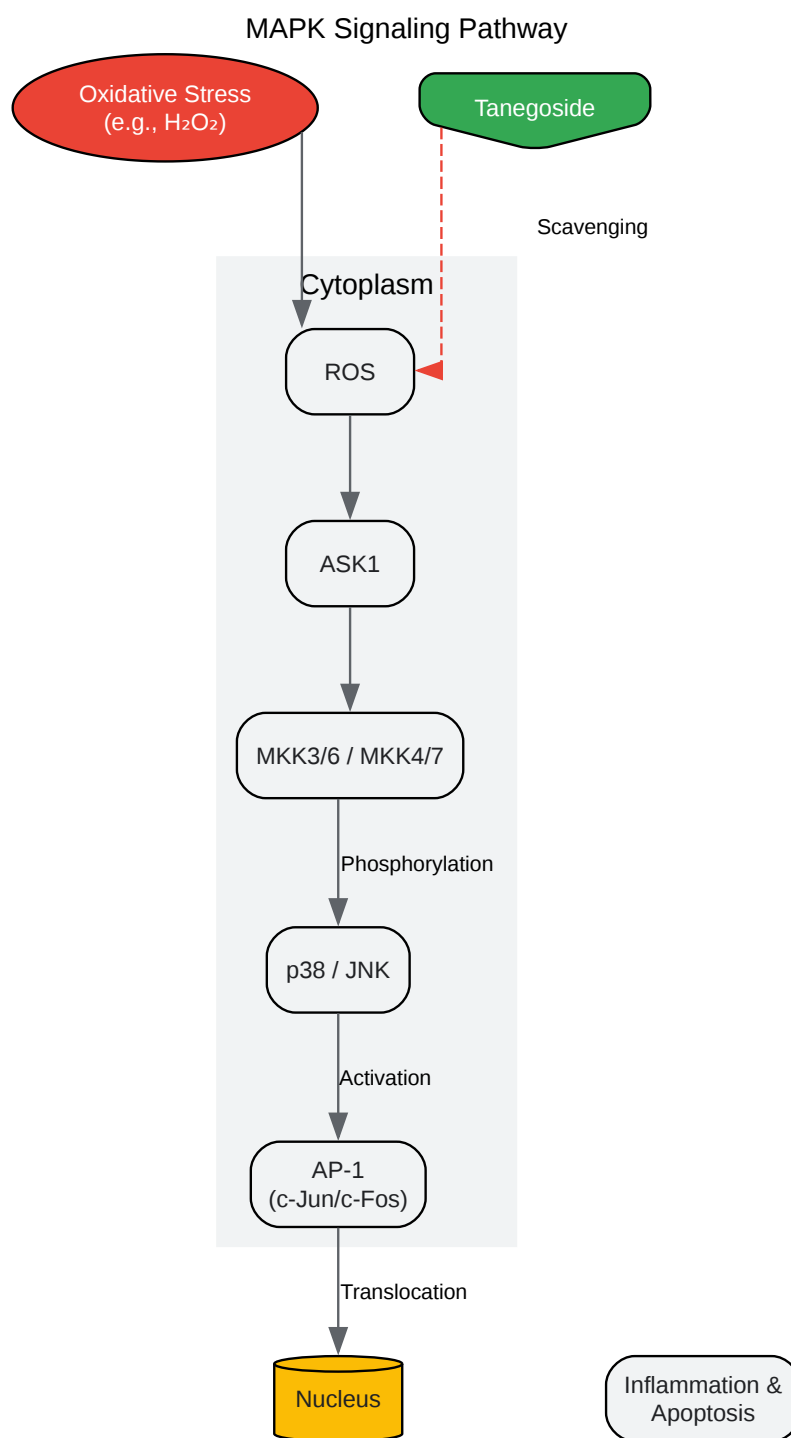 MAPK Signaling Pathway
Oxidative Stress
(e.g., H₂O₂)
Tanegoside
Scavenging
Cytoplasm
ROS
ASK1
MKK3/6 / MKK4/7
Phosphorylation
p38 / JNK
Activation
AP-1
(c-Jun/c-Fos)
Translocation
Nucleus
Inflammation &
Apoptosis